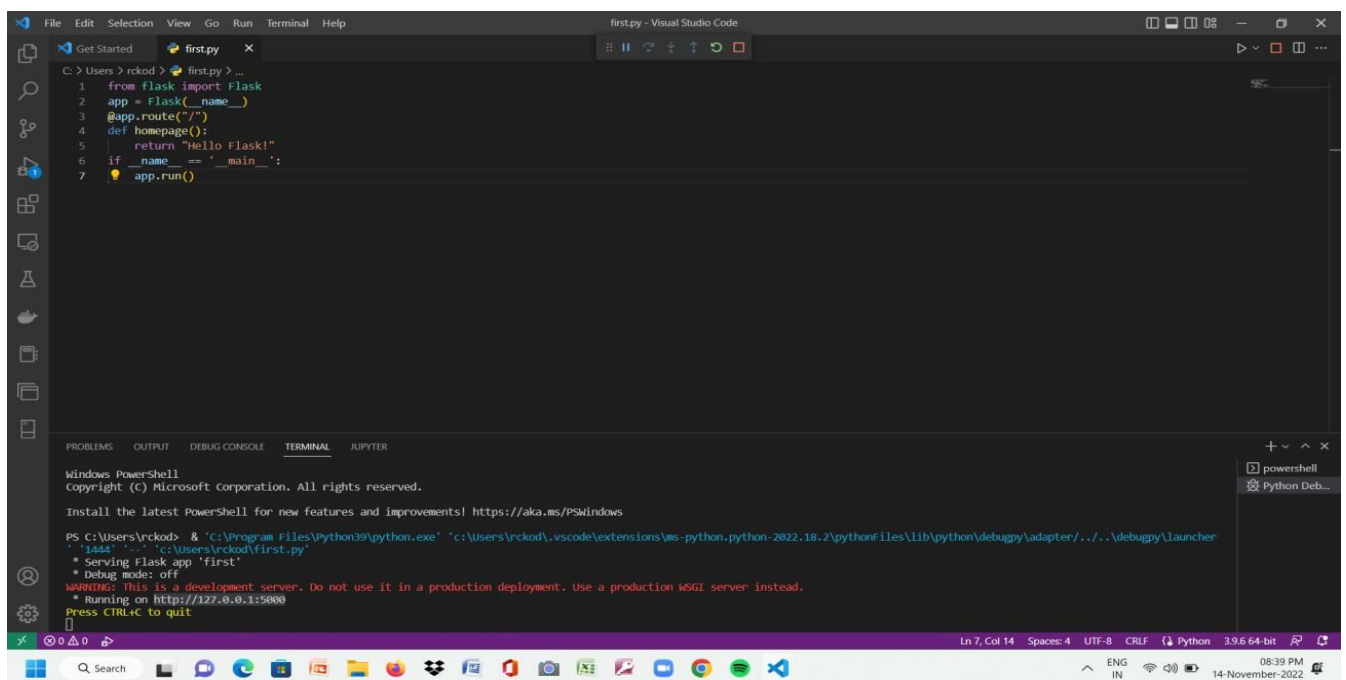 File Edit Selection View Go Run Terminal Help
first.py - Visual Studio Code
Get Started first.py
C: > Users > rckod > first.py > ...
1 from flask import Flask
2 app = Flask(__name__)
3 @app.route("/")
4 def homepage():
5 return "Hello Flask!"
6 if __name__ == '__main__':
7 app.run()
1
PROBLEMS OUTPUT DEBUG CONSOLE TERMINAL JUPYTER
powershell
Python Deb...
Windows PowerShell
Copyright (C) Microsoft Corporation. All rights reserved.
Install the latest PowerShell for new features and improvements! https://aka.ms/PSWindows
PS C:\Users\rckod> & 'C:\Program Files\Python39\python.exe' 'c:\Users\rckod\.vscode\extensions\ms-python.python-2022.18.2\pythonFiles\lib\python\debugpy\adapter/../..\debugpy\launcher
' '1444' '--' 'c:\Users\rckod\first.py'
* Serving Flask app 'first'
* Debug mode: off
WARNING: This is a development server. Do not use it in a production deployment. Use a production WSGI server instead.
* Running on http://127.0.0.1:5000
Press CTRL+C to quit
0 0 Ln 7, Col 14 Spaces: 4 UTF-8 CRLF Python 3.9.6 64-bit
Search
ENG
IN
08:39 PM
14-November-2022